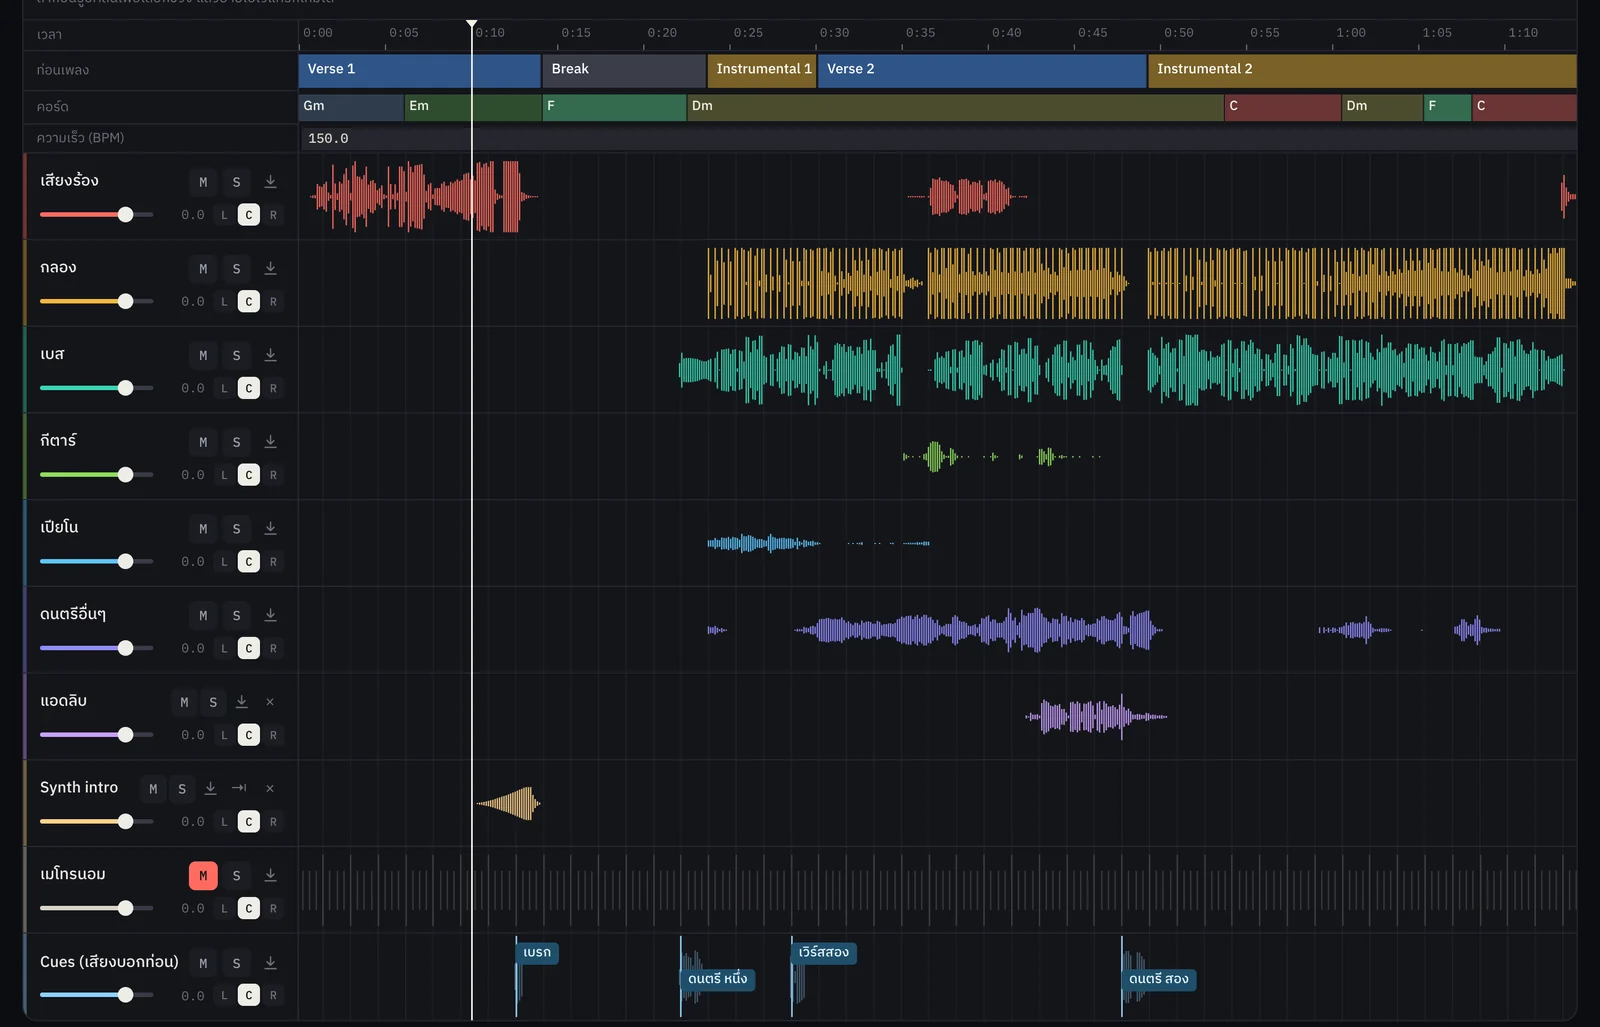 เวลา 0:00 0:05 0:10 0:15 0:20 0:25 0:30 0:35 0:40 0:45 0:50 0:55 1:00 1:05 1:10
ท่อนเพลง Verse 1 Break Instrumental 1 Verse 2 Instrumental 2
คอร์ด Gm Em F Dm C Dm F C
ความเร็ว (BPM) 150.0
เสียงร้อง M S
0.0 L C R
กลอง M S
0.0 L C R
เบส M S
0.0 L C R
กีตาร์ M S
0.0 L C R
เปียโน M S
0.0 L C R
ดนตรีอื่นๆ M S
0.0 L C R
แอดลิบ M S ×
0.0 L C R
Synth intro M S ×
0.0 L C R
เมโทรนอม M S
0.0 L C R
เบรก เวิร์สสอง
Cues (เสียงบอกท่อน) M S
ดนตรี หนึ่ง ดนตรี สอง
0.0 L C R